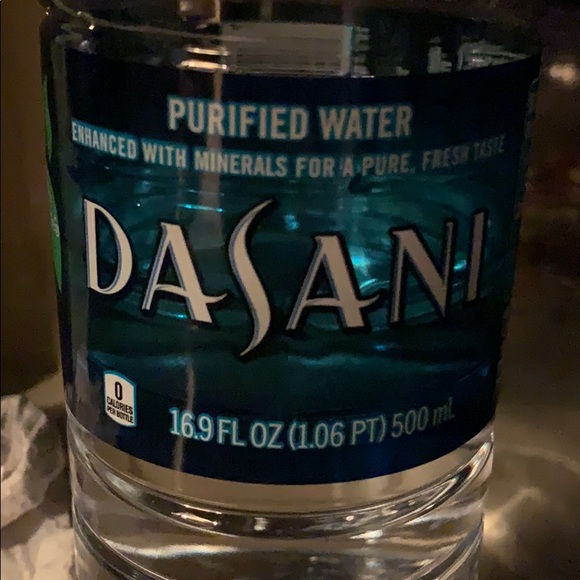 PURIFIED WATER
ENHANCED WITH MINERALS FOR A PURE, FRESH TASTE
DASANI
0
CALORIES
PER BOTTLE
16.9 FL OZ (1.06 PT) 500 mL